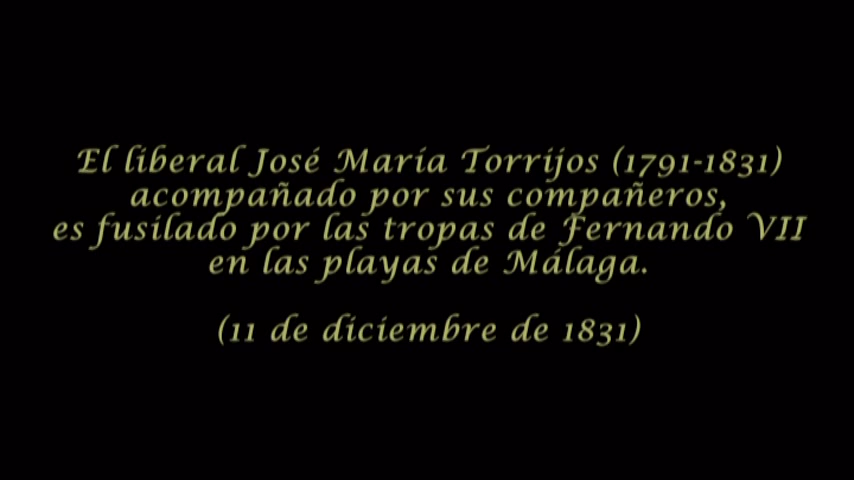 El liberal José María Torrijos (1791-1831)
acompañado por sus compañeros,
es fusilado por las tropas de Fernando VII
en las playas de Málaga.
(11 de diciembre de 1831)